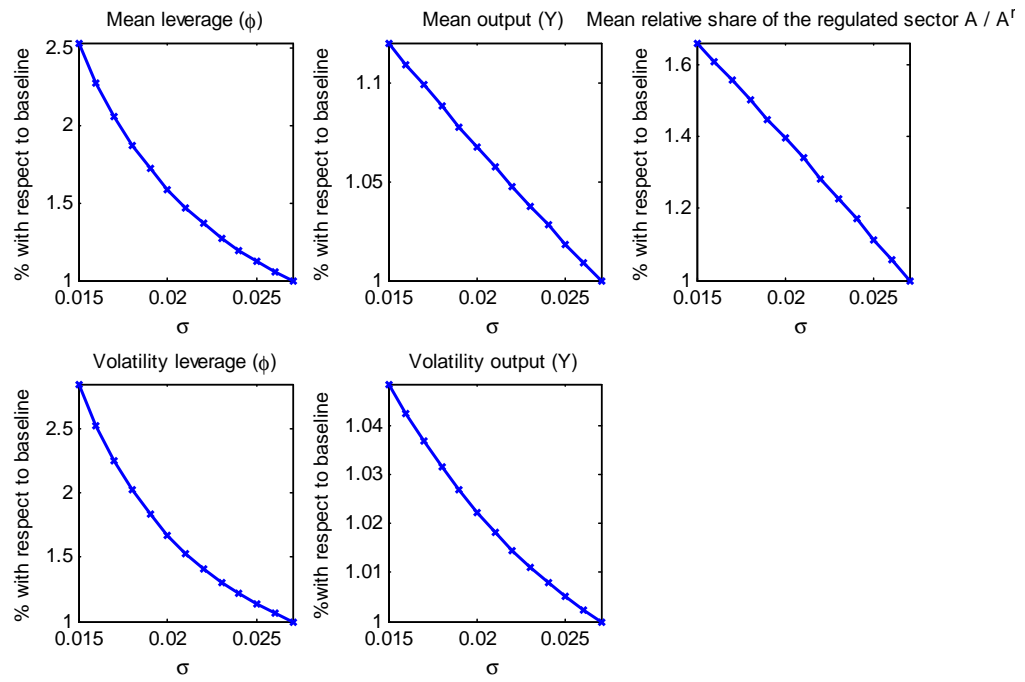 Mean leverage (ϕ)
Mean output (Y)
Mean relative share of the regulated sector A / A^r
% with respect to baseline
2.5
2
1.5
1
0.015
0.02
0.025
σ
% with respect to baseline
1.1
1.05
1
0.015
0.02
0.025
σ
% with respect to baseline
1.6
1.4
1.2
1
0.015
0.02
0.025
σ
Volatility leverage (ϕ)
Volatility output (Y)
% with respect to baseline
2.5
2
1.5
1
0.015
0.02
0.025
σ
%with respect to baseline
1.04
1.03
1.02
1.01
1
0.015
0.02
0.025
σ